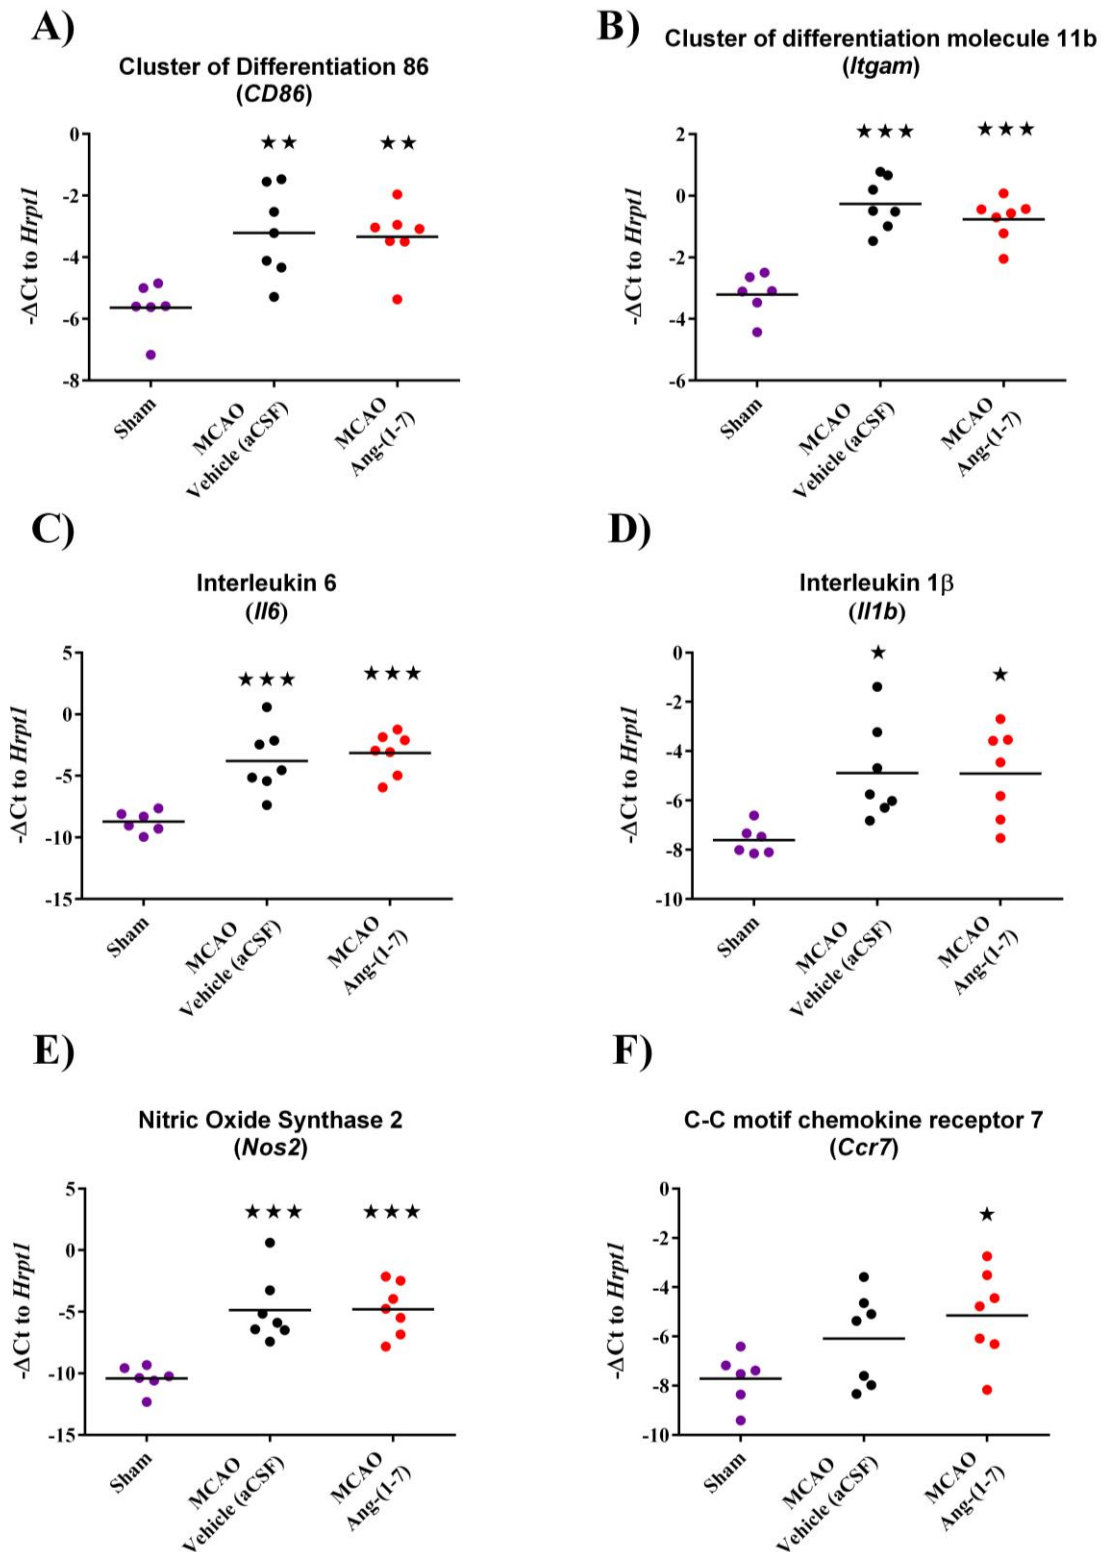 A)
Cluster of Differentiation 86
(CD86)
-ΔCt to Hrpt1
0
-2
-4
-6
-8
★★
★★
Sham
MCAO
Vehicle (aCSF)
MCAO
Ang-(1-7)
B)
Cluster of differentiation molecule 11b
(Itgam)
-ΔCt to Hrpt1
2
0
-2
-4
-6
★★★
★★★
Sham
MCAO
Vehicle (aCSF)
MCAO
Ang-(1-7)
C)
Interleukin 6
(Il6)
-ΔCt to Hrpt1
5
0
-5
-10
-15
★★★
★★★
Sham
MCAO
Vehicle (aCSF)
MCAO
Ang-(1-7)
D)
Interleukin 1β
(Il1b)
-ΔCt to Hrpt1
0
-2
-4
-6
-8
-10
★
★
Sham
MCAO
Vehicle (aCSF)
MCAO
Ang-(1-7)
E)
Nitric Oxide Synthase 2
(Nos2)
-ΔCt to Hrpt1
5
0
-5
-10
-15
★★★
★★★
Sham
MCAO
Vehicle (aCSF)
MCAO
Ang-(1-7)
F)
C-C motif chemokine receptor 7
(Ccr7)
-ΔCt to Hrpt1
0
-2
-4
-6
-8
-10
★
Sham
MCAO
Vehicle (aCSF)
MCAO
Ang-(1-7)